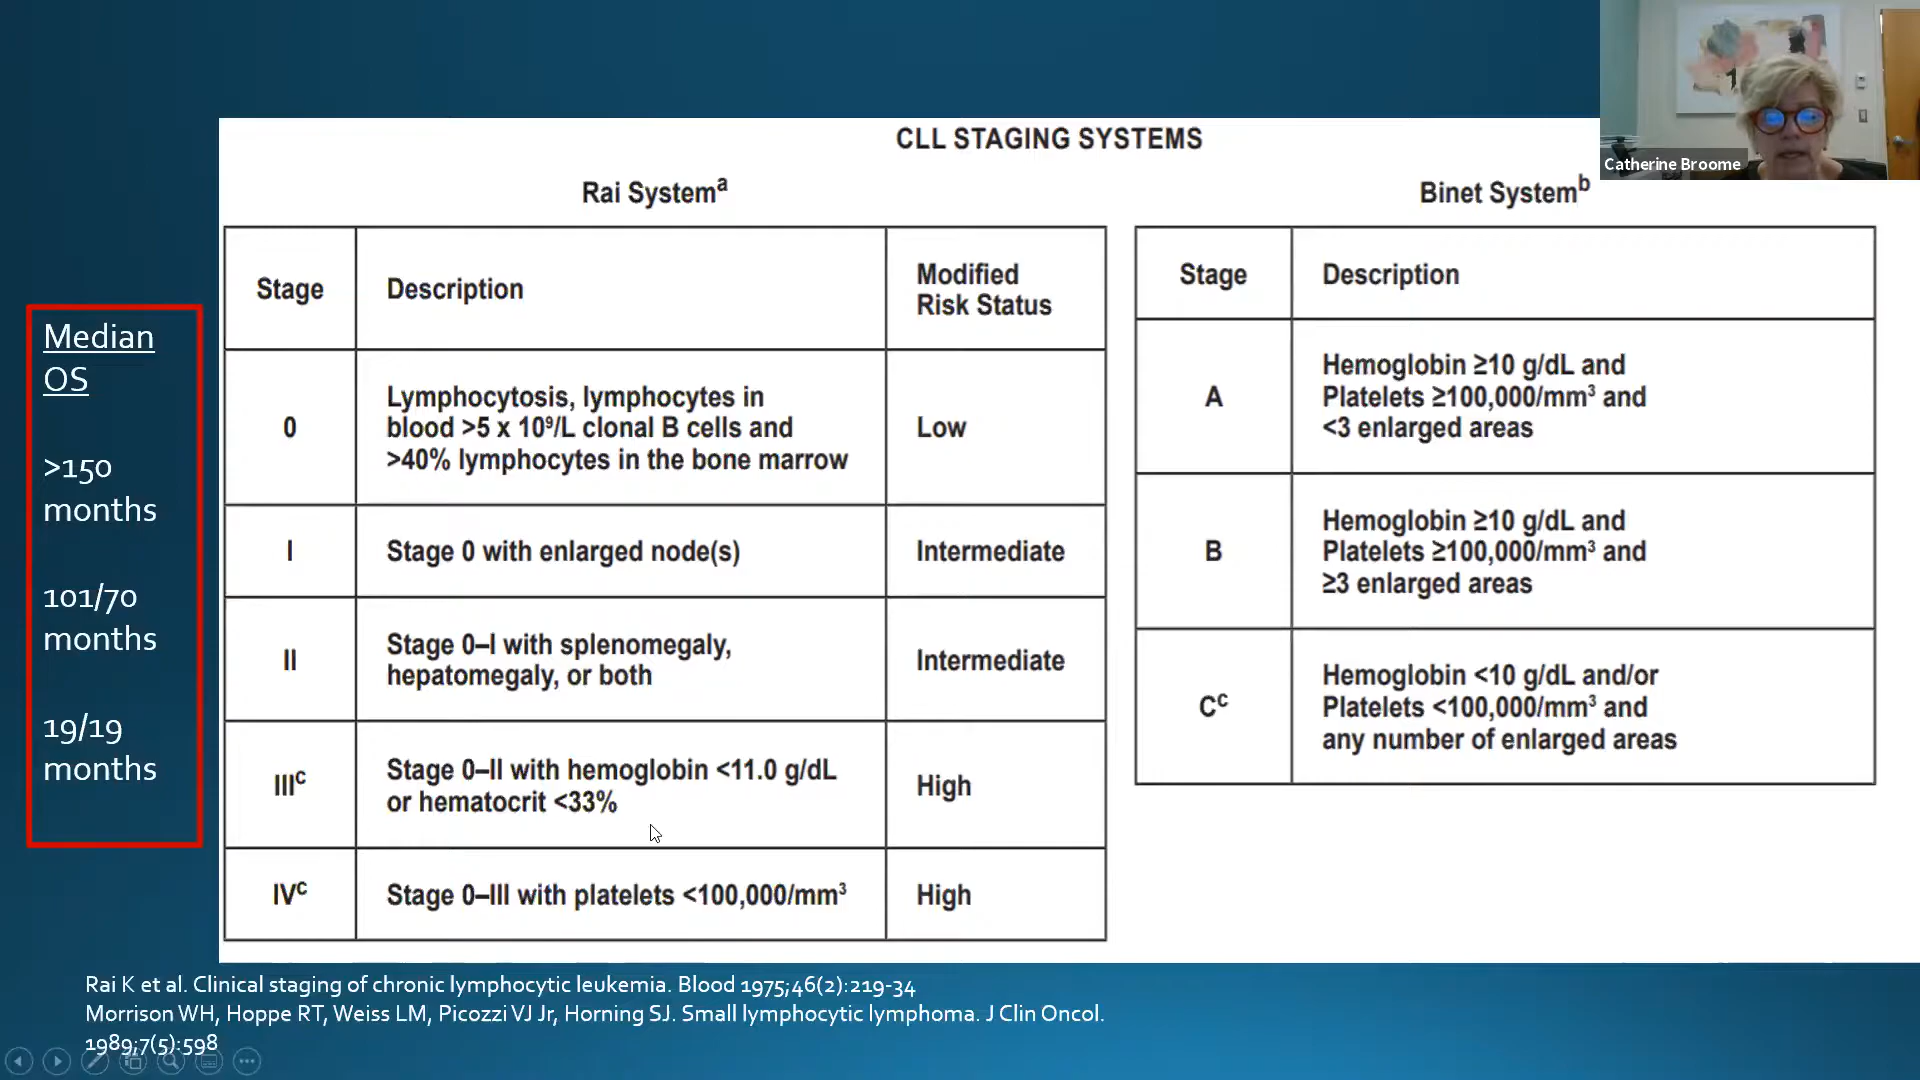 CLL STAGING SYSTEMS
Catherine Broome
Rai Systemᵃ
Binet Systemᵇ
Median
OS
>150
months
101/70
months
19/19
months
Stage
Description
Modified
Risk Status
0
Lymphocytosis, lymphocytes in
blood >5 x 10⁹/L clonal B cells and
>40% lymphocytes in the bone marrow
Low
I
Stage 0 with enlarged node(s)
Intermediate
II
Stage 0–I with splenomegaly,
hepatomegaly, or both
Intermediate
IIIᶜ
Stage 0–II with hemoglobin <11.0 g/dL
or hematocrit <33%
High
IVᶜ
Stage 0–III with platelets <100,000/mm³
High
Stage
Description
A
Hemoglobin ≥10 g/dL and
Platelets ≥100,000/mm³ and
<3 enlarged areas
B
Hemoglobin ≥10 g/dL and
Platelets ≥100,000/mm³ and
≥3 enlarged areas
Cᶜ
Hemoglobin <10 g/dL and/or
Platelets <100,000/mm³ and
any number of enlarged areas
Rai K et al. Clinical staging of chronic lymphocytic leukemia. Blood 1975;46(2):219-34
Morrison WH, Hoppe RT, Weiss LM, Picozzi VJ Jr, Horning SJ. Small lymphocytic lymphoma. J Clin Oncol.
1989;7(5):598